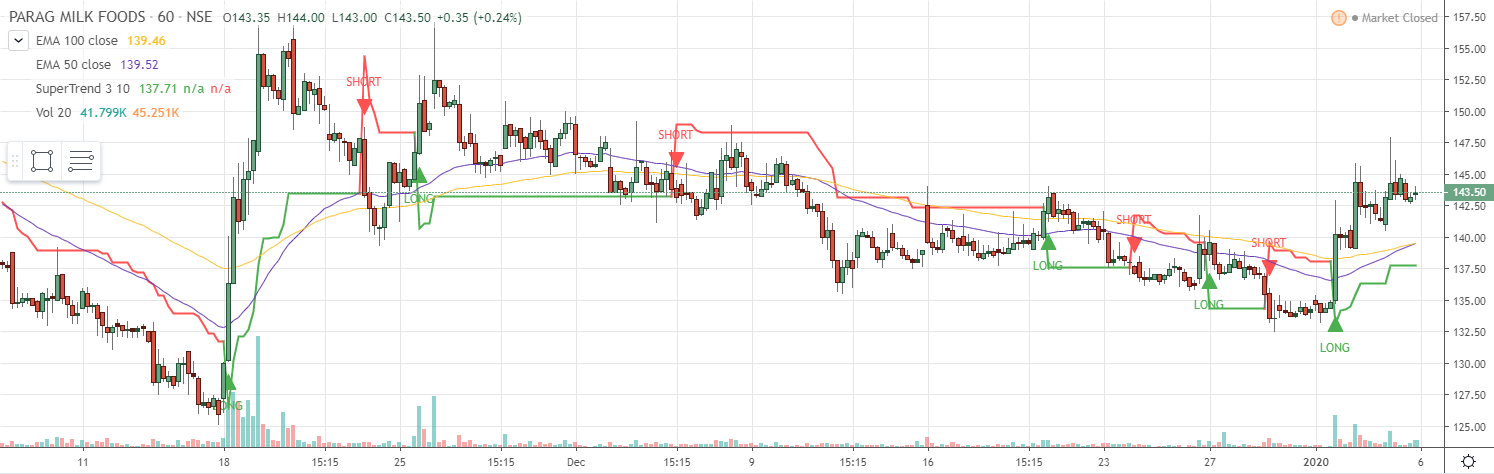 PARAG MILK FOODS · 60 · NSE O143.35 H144.00 L143.00 C143.50 +0.35 (+0.24%)
Market Closed
EMA 100 close 139.46
EMA 50 close 139.52
SuperTrend 3 10 137.71 n/a n/a
Vol 20 41.799K 45.251K
SHORT
LONG
SHORT
LONG
SHORT
LONG
SHORT
LONG
SHORT
LONG
157.50
155.00
152.50
150.00
147.50
145.00
143.50
142.50
140.00
137.50
135.00
132.50
130.00
127.50
125.00
11 18 15:15 25 15:15 Dec 15:15 9 15:15 16 15:15 23 27 2020 6